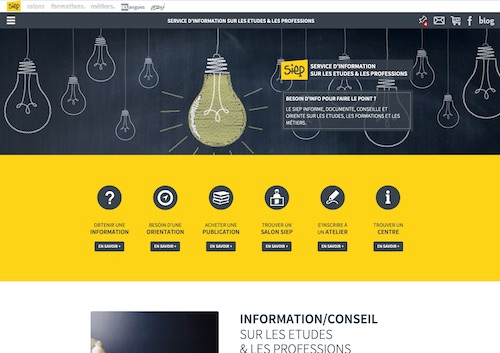 Siep salons formations. métiers. langues
SERVICE D'INFORMATION SUR LES ETUDES & LES PROFESSIONS
4 f blog
Siep SERVICE D'INFORMATION
SUR LES ETUDES & LES PROFESSIONS
BESOIN D'INFO POUR FAIRE LE POINT ?
LE SIEP INFORME, DOCUMENTE, CONSEILLE ET
ORIENTE SUR LES ETUDES, LES FORMATIONS ET LES
MÉTIERS.
?
OBTENIR UNE
INFORMATION
EN SAVOIR +
BESOIN D'UNE
ORIENTATION
EN SAVOIR +
ACHETER UNE
PUBLICATION
EN SAVOIR +
TROUVER UN
SALON SIEP
EN SAVOIR +
S'INSCRIRE À
UN ATELIER
EN SAVOIR +
i
TROUVER UN
CENTRE
EN SAVOIR +
INFORMATION/CONSEIL
SUR LES ETUDES
& LES PROFESSIONS